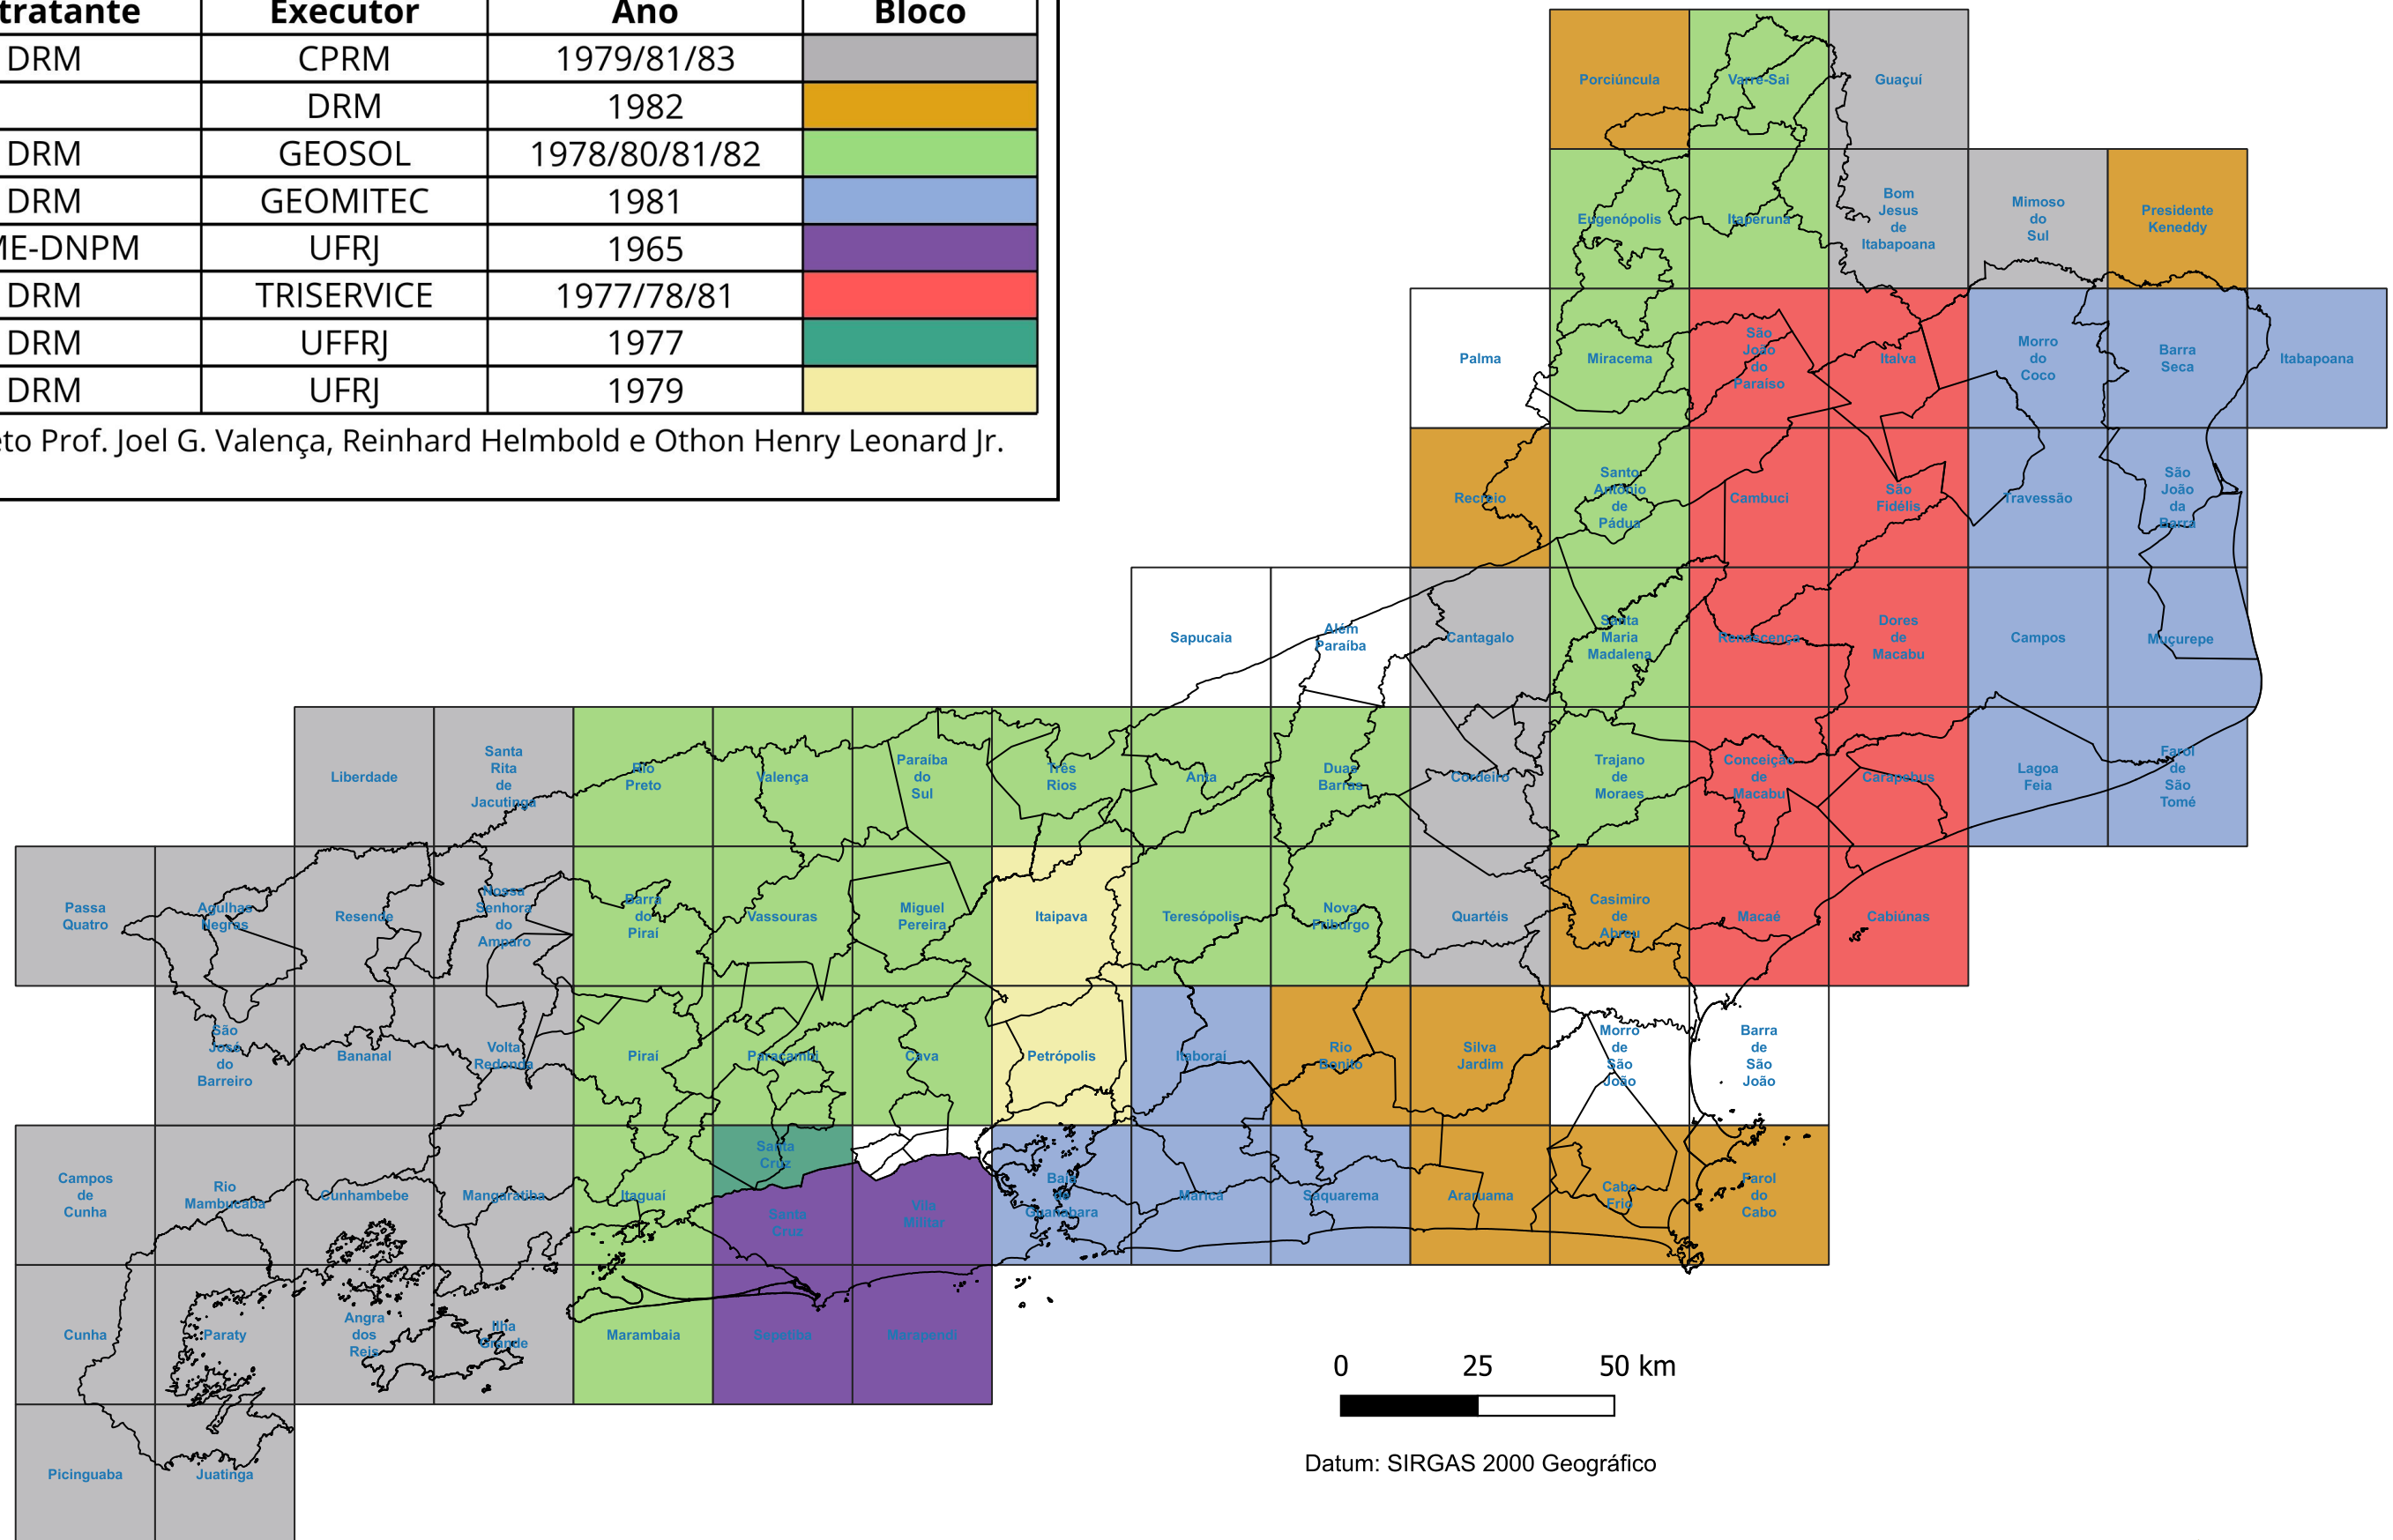 tratante Executor Ano Bloco
DRM CPRM 1979/81/83
DRM 1982
DRM GEOSOL 1978/80/81/82
DRM GEOMITEC 1981
ME-DNPM UFRJ 1965
DRM TRISERVICE 1977/78/81
DRM UFFRJ 1977
DRM UFRJ 1979
eto Prof. Joel G. Valença, Reinhard Helmbold e Othon Henry Leonard Jr.
Porciúncula
Varre-Sai
Guaçuí
Eugenópolis
Itaperuna
Bom
Jesus
de
Itabapoana
Mimoso
do
Sul
Presidente
Keneddy
Palma
Miracema
São
João
do
Paraíso
Italva
Morro
do
Coco
Barra
Seca
Itabapoana
Recreio
Santo
Antônio
de
Pádua
Cambuci
São
Fidélis
Travessão
São
João
da
Barra
Sapucaia
Além
Paraíba
Cantagalo
Santa
Maria
Madalena
Renascença
Dores
de
Macabu
Campos
Muçurepe
Liberdade
Santa
Rita
de
Jacutinga
Rio
Preto
Valença
Paraíba
do
Sul
Três
Rios
Anta
Duas
Barras
Cordeiro
Trajano
de
Moraes
Conceição
de
Macabu
Carapebus
Lagoa
Feia
Farol
de
São
Tomé
Passa
Quatro
Agulhas
Negras
Resende
Nossa
Senhora
do
Amparo
Barra
do
Piraí
Vassouras
Miguel
Pereira
Itaipava
Teresópolis
Nova
Friburgo
Quartéis
Casimiro
de
Abreu
Macaé
Cabiúnas
São
José
do
Barreiro
Bananal
Volta
Redonda
Piraí
Paracambi
Cava
Petrópolis
Itaboraí
Rio
Bonito
Silva
Jardim
Morro
de
São
João
Barra
de
São
João
Campos
de
Cunha
Rio
Mambucaba
Cunhambebe
Mangaratiba
Itaguaí
Santa
Cruz
Santa
Cruz
Vila
Militar
Baía
de
Guanabara
Maricá
Saquarema
Araruama
Cabo
Frio
Farol
do
Cabo
Cunha
Paraty
Angra
dos
Reis
Ilha
Grande
Marambaia
Sepetiba
Marapendi
Picinguaba
Juatinga
0 25 50 km
Datum: SIRGAS 2000 Geográfico